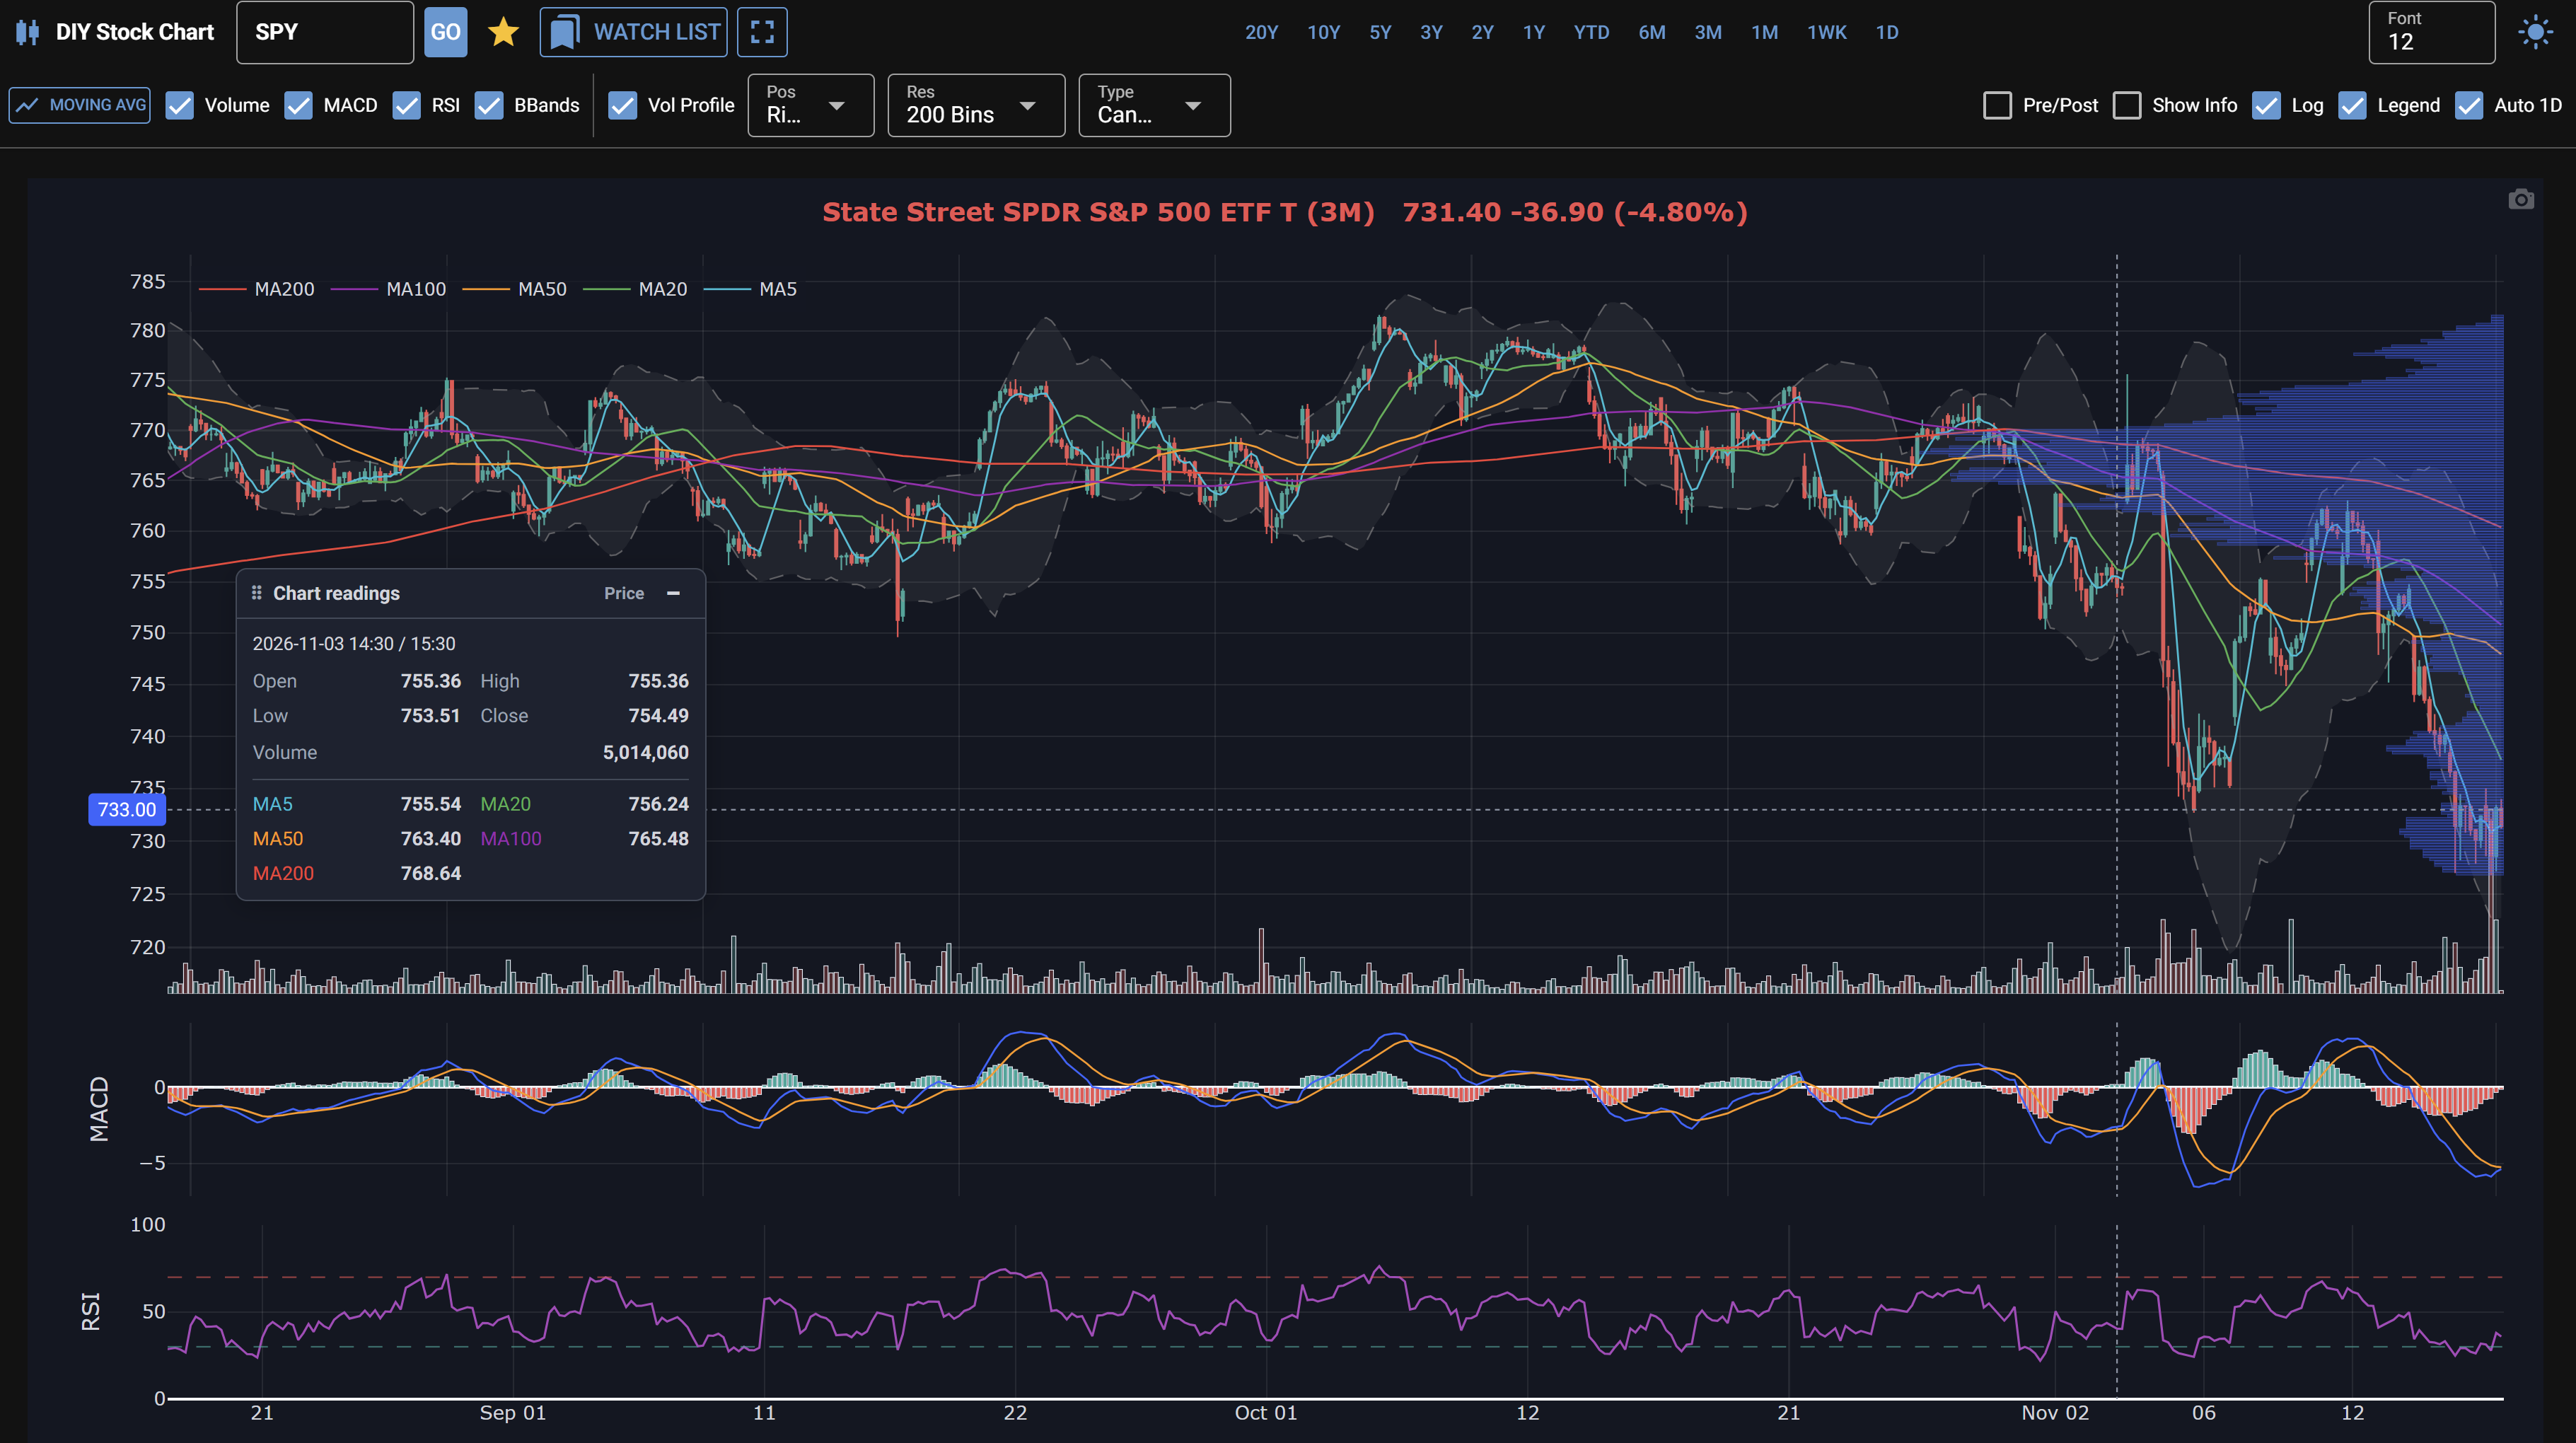 DIY Stock Chart SPY GO WATCH LIST 20Y 10Y 5Y 3Y 2Y 1Y YTD 6M 3M 1M 1WK 1D Font 12
MOVING AVG Volume MACD RSI BBands Vol Profile Pos Ri... Res 200 Bins Type Can... Pre/Post Show Info Log Legend Auto 1D
State Street SPDR S&P 500 ETF T (3M) 731.40 -36.90 (-4.80%)
MA200 MA100 MA50 MA20 MA5
785
780
775
770
765
760
755
750
745
740
735
733.00
730
725
720
Chart readings Price
2026-11-03 14:30 / 15:30
Open 755.36 High 755.36
Low 753.51 Close 754.49
Volume 5,014,060
MA5 755.54 MA20 756.24
MA50 763.40 MA100 765.48
MA200 768.64
MACD
0
−5
RSI
100
50
0
21 Sep 01 11 22 Oct 01 12 21 Nov 02 06 12